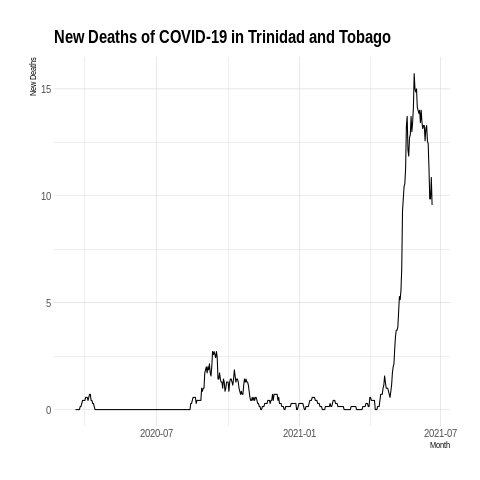 New Deaths of COVID-19 in Trinidad and Tobago
New Deaths
15
10
5
0
2020-07
2021-01
2021-07
Month